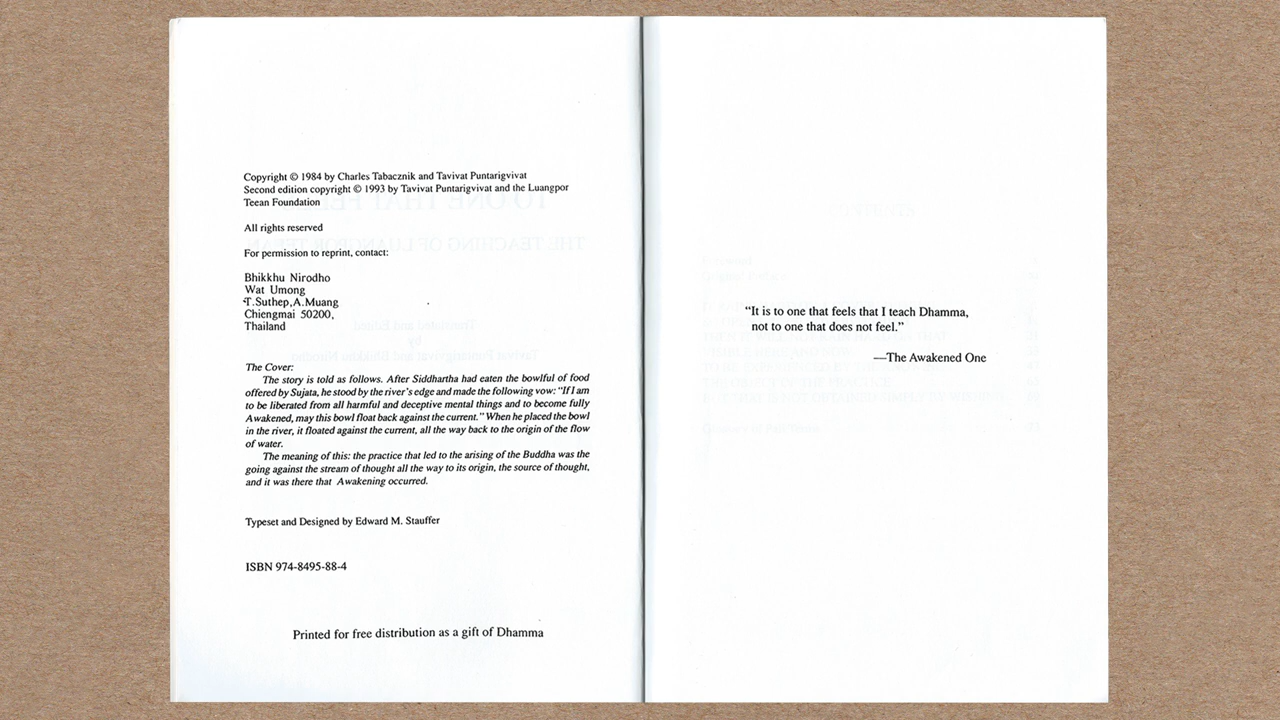 Copyright © 1984 by Charles Tabacznik and Tavivat Puntarigvivat
Second edition copyright © 1993 by Tavivat Puntarigvivat and the Luangpor
Teean Foundation
All rights reserved
For permission to reprint, contact:
Bhikkhu Nirodho
Wat Umong
T.Suthep,A.Muang
Chiengmai 50200,
Thailand
The Cover:
The story is told as follows. After Siddhartha had eaten the bowlful of food
offered by Sujata, he stood by the river's edge and made the following vow: "If I am
to be liberated from all harmful and deceptive mental things and to become fully
Awakened, may this bowl float back against the current." When he placed the bowl
in the river, it floated against the current, all the way back to the origin of the flow
of water.
The meaning of this: the practice that led to the arising of the Buddha was the
going against the stream of thought all the way to its origin, the source of thought,
and it was there that Awakening occurred.
Typeset and Designed by Edward M. Stauffer
ISBN 974-8495-88-4
Printed for free distribution as a gift of Dhamma
“It is to one that feels that I teach Dhamma,
not to one that does not feel.”
—The Awakened One